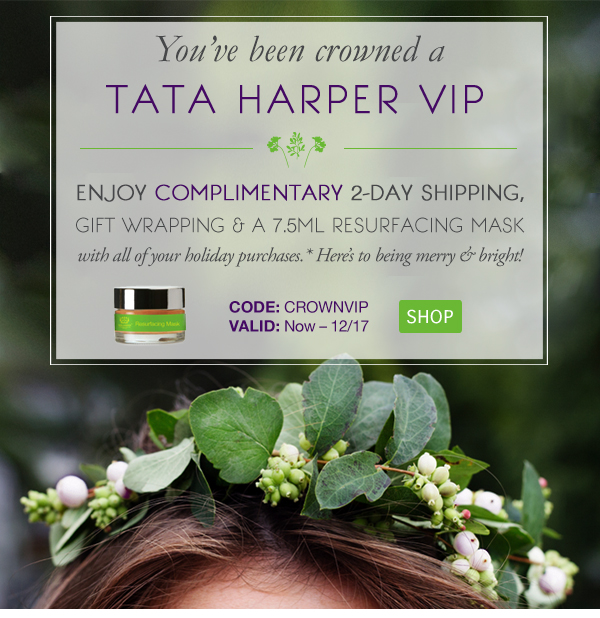 You've been crowned a
TATA HARPER VIP
ENJOY COMPLIMENTARY 2-DAY SHIPPING,
GIFT WRAPPING & A 7.5ML RESURFACING MASK
with all of your holiday purchases.* Here's to being merry & bright!
Resurfacing Mask
CODE: CROWNVIP
VALID: Now – 12/17
SHOP